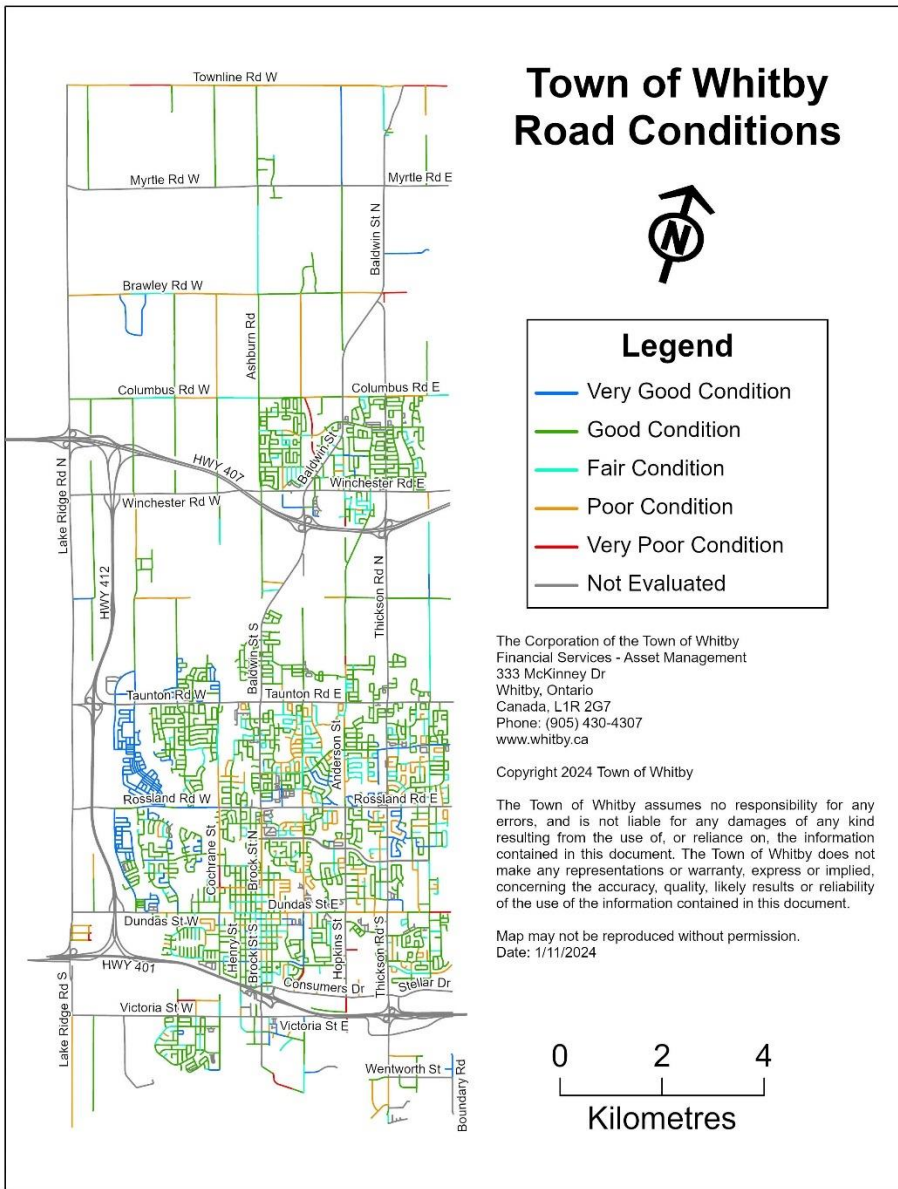 Town of Whitby
Road Conditions
N
Legend
Very Good Condition
Good Condition
Fair Condition
Poor Condition
Very Poor Condition
Not Evaluated
The Corporation of the Town of Whitby
Financial Services - Asset Management
333 McKinney Dr
Whitby, Ontario
Canada, L1R 2G7
Phone: (905) 430-4307
www.whitby.ca
Copyright 2024 Town of Whitby
The Town of Whitby assumes no responsibility for any
errors, and is not liable for any damages of any kind
resulting from the use of, or reliance on, the information
contained in this document. The Town of Whitby does not
make any representations or warranty, express or implied,
concerning the accuracy, quality, likely results or reliability
of the use of the information contained in this document.
Map may not be reproduced without permission.
Date: 1/11/2024
0 2 4
Kilometres
Townline Rd W
Myrtle Rd W
Myrtle Rd E
Baldwin St N
Brawley Rd W
Ashburn Rd
Columbus Rd W
Columbus Rd E
Baldwin St
HWY 407
Lake Ridge Rd N
Winchester Rd W
Winchester Rd E
HWY 412
Thickson Rd N
Baldwin St S
Taunton Rd W
Taunton Rd E
Anderson St
Rossland Rd W
Rossland Rd E
Cochrane St
Brock St N
Dundas St W
Dundas St E
Henry St
Brock St S
Hopkins St
Thickson Rd S
HWY 401
Consumers Dr
Stellar Dr
Lake Ridge Rd S
Victoria St W
Victoria St E
Wentworth St
Boundary Rd